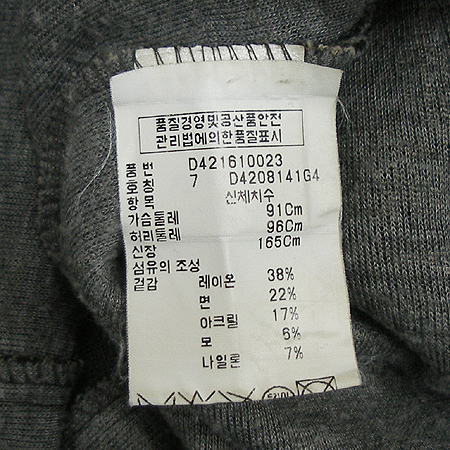 품질경영및공산품안전
관리법에의한품질표시
품 번 D421610023
호칭 7 D4208141G4
항목 신체치수
가슴둘레 91Cm
허리둘레 96Cm
신장 165Cm
섬유의 조성
겉감 레이온 38%
면 22%
아크릴 17%
모 6%
나일론 7%